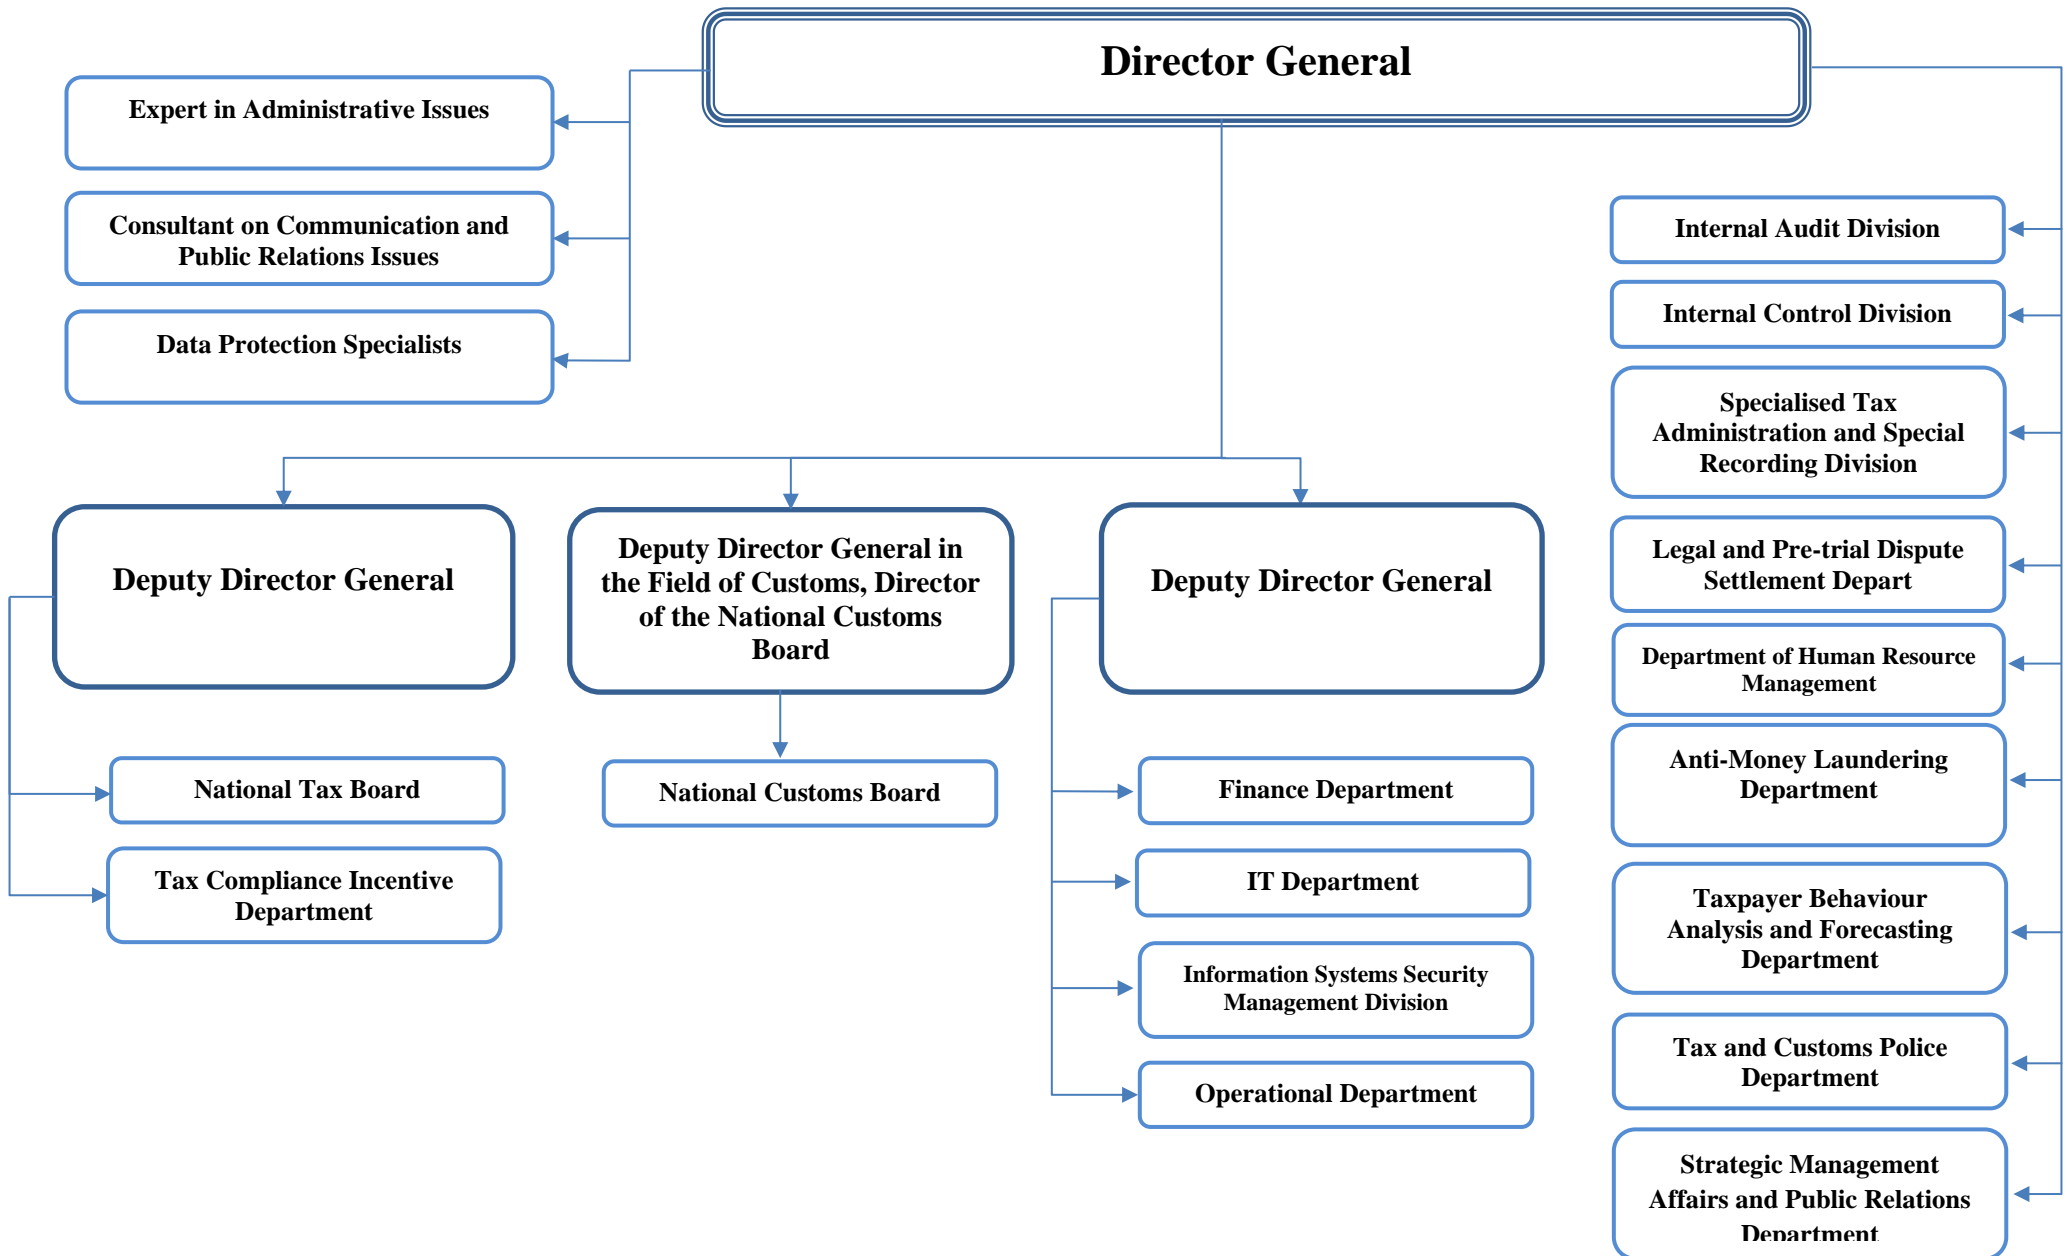 Director General
Expert in Administrative Issues
Consultant on Communication and
Public Relations Issues
Data Protection Specialists
Internal Audit Division
Internal Control Division
Specialised Tax
Administration and Special
Recording Division
Legal and Pre-trial Dispute
Settlement Depart
Department of Human Resource
Management
Anti-Money Laundering
Department
Taxpayer Behaviour
Analysis and Forecasting
Department
Tax and Customs Police
Department
Strategic Management
Affairs and Public Relations
Department
Deputy Director General
National Tax Board
Tax Compliance Incentive
Department
Deputy Director General in
the Field of Customs, Director
of the National Customs
Board
National Customs Board
Deputy Director General
Finance Department
IT Department
Information Systems Security
Management Division
Operational Department